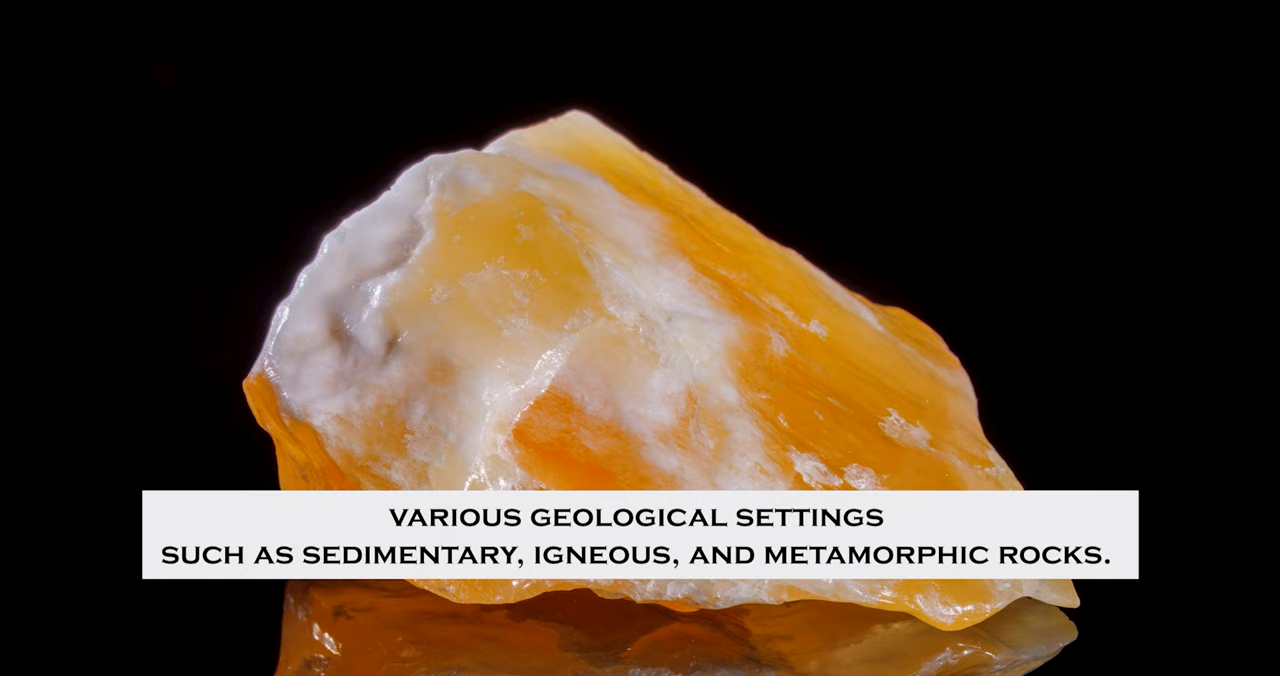 VARIOUS GEOLOGICAL SETTINGS
SUCH AS SEDIMENTARY, IGNEOUS, AND METAMORPHIC ROCKS.